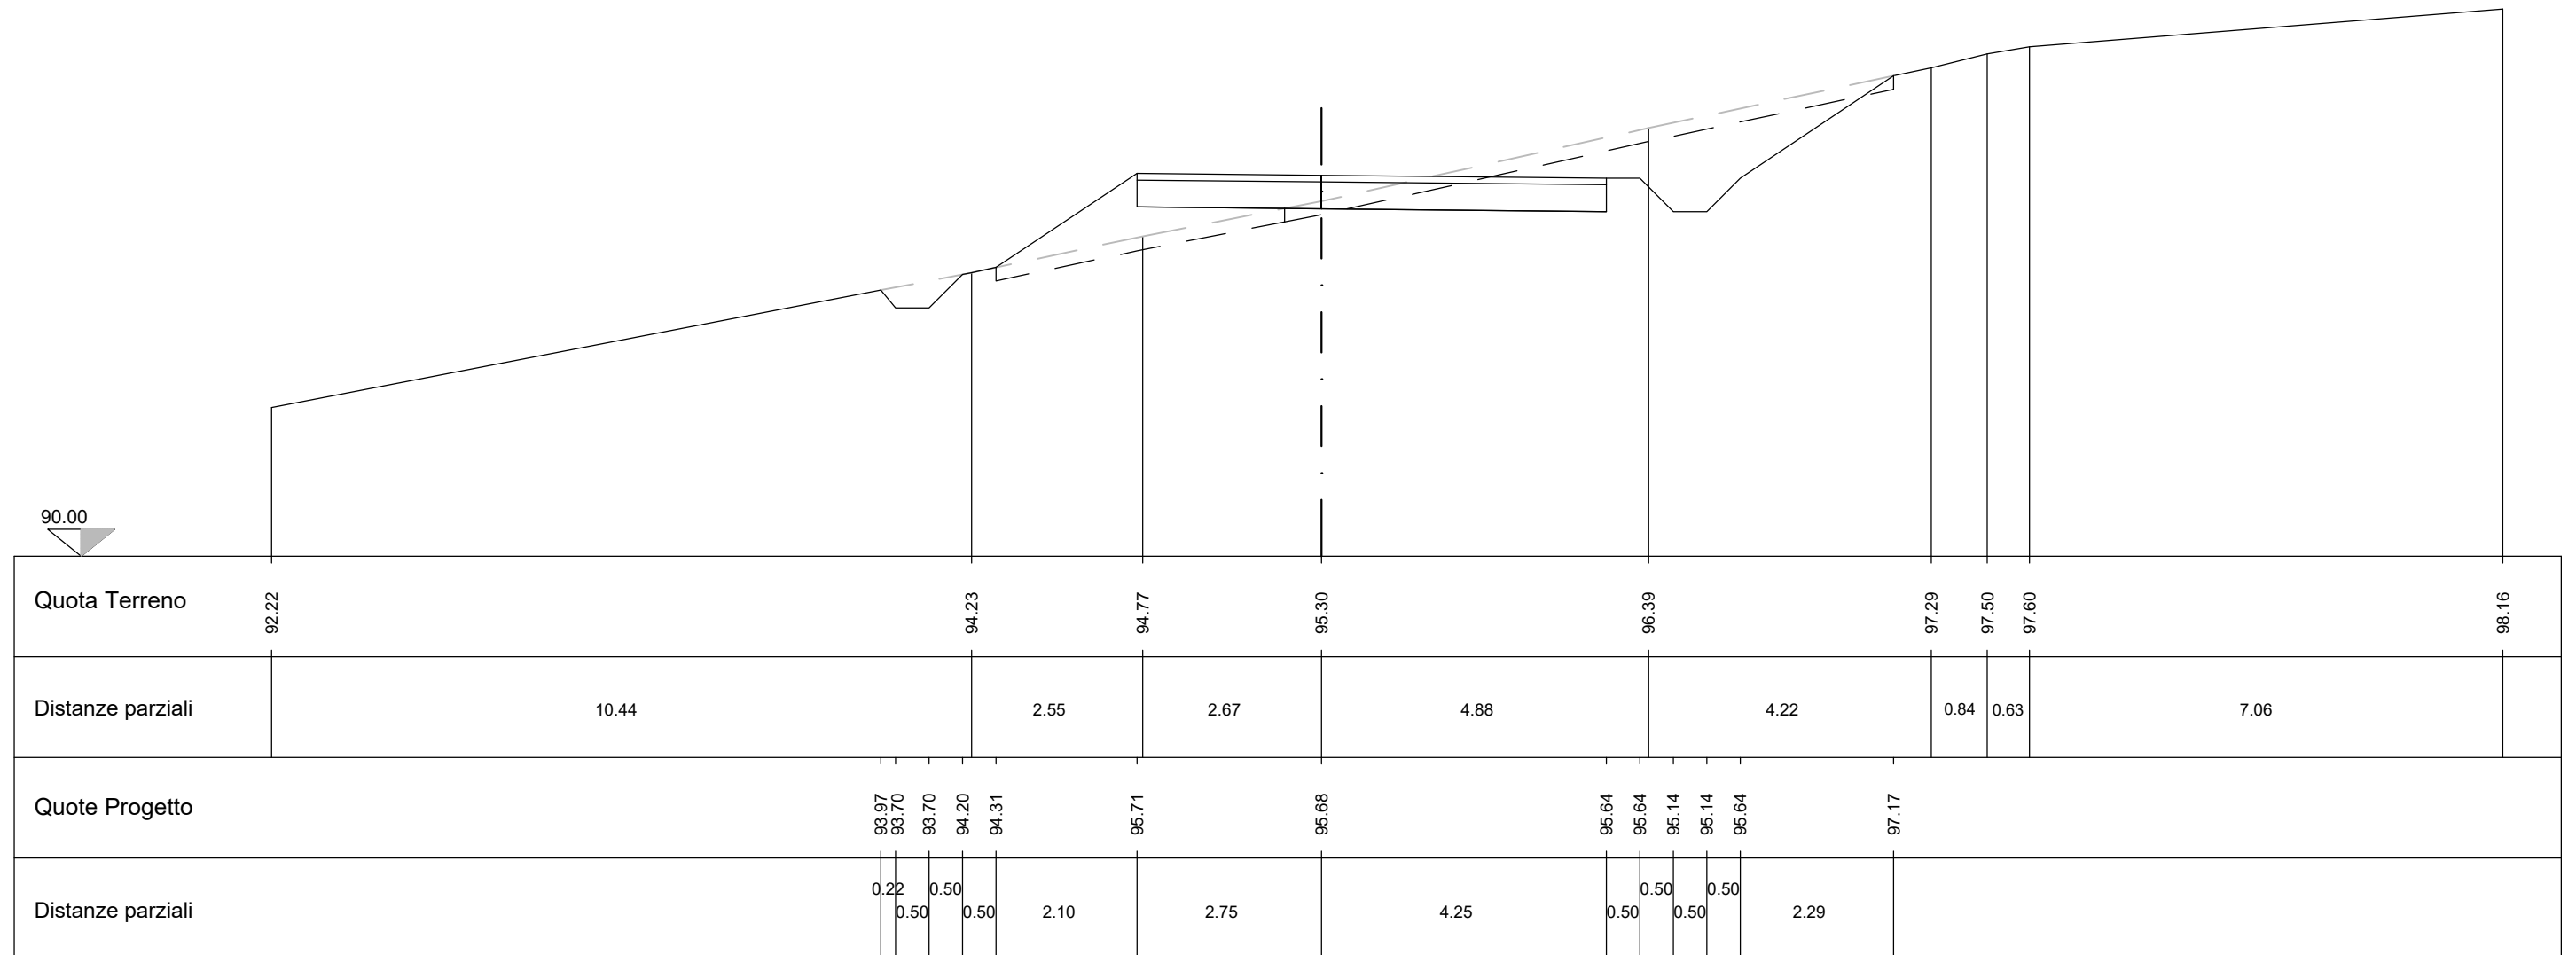 90.00
Quota Terreno 92.22 94.23 94.77 95.30 96.39 97.29 97.50 97.60 98.16
Distanze parziali 10.44 2.55 2.67 4.88 4.22 0.84 0.63 7.06
Quote Progetto 93.97 93.70 93.70 94.20 94.31 95.71 95.68 95.64 95.64 95.14 95.14 95.64 97.17
Distanze parziali 0.22 0.50 0.50 0.50 2.10 2.75 4.25 0.50 0.50 0.50 0.50 2.29